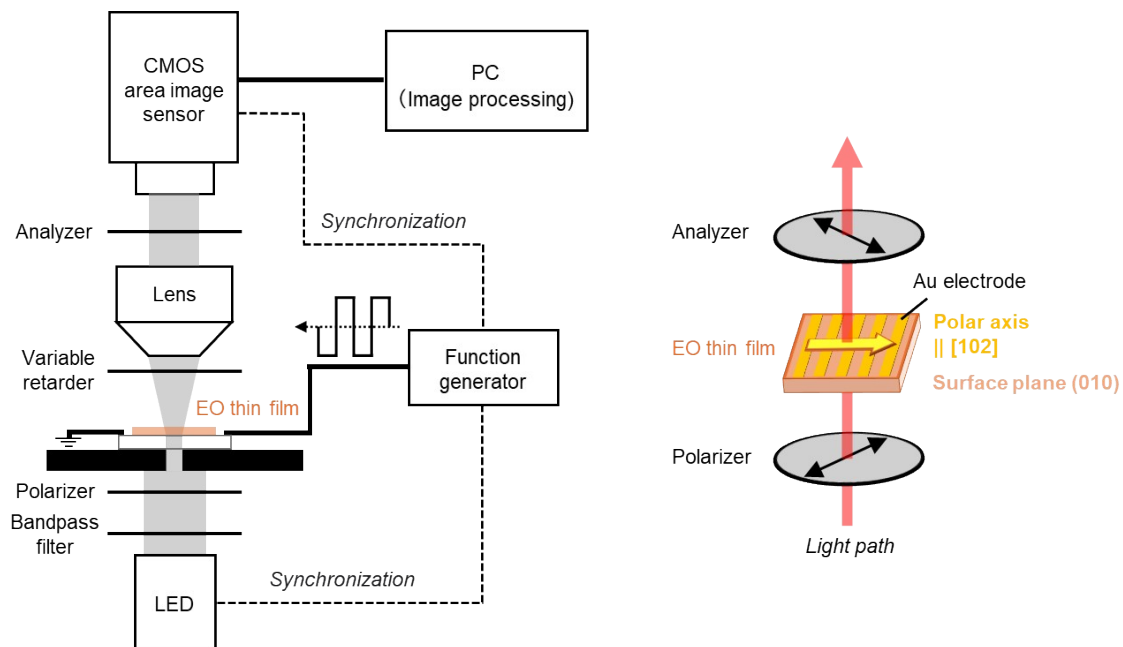 CMOS
area image
sensor
PC
（Image processing)
Synchronization
Analyzer
Lens
Variable
retarder
Function
generator
EO thin film
Polarizer
Bandpass
filter
Synchronization
LED
Analyzer
Au electrode
EO thin film
Polar axis
|| [102]
Surface plane (010)
Polarizer
Light path